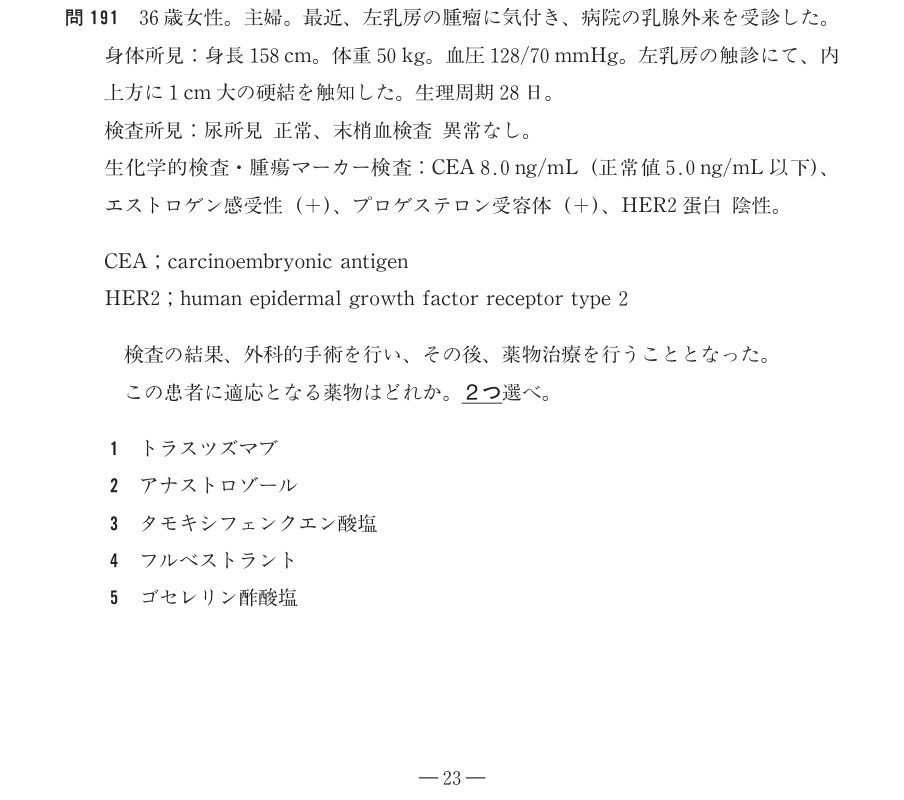 問 191 36歳女性。主婦。最近、左乳房の腫瘤に気付き、病院の乳腺外来を受診した。
身体所見：身長 158 cm。体重 50 kg。血圧 128/70 mmHg。左乳房の触診にて、内
上方に 1 cm 大の硬結を触知した。生理周期 28 日。
検査所見：尿所見 正常、末梢血検査 異常なし。
生化学的検査・腫瘍マーカー検査：CEA 8.0 ng/mL（正常値 5.0 ng/mL 以下）、
エストロゲン感受性（＋）、プロゲステロン受容体（＋）、HER2 蛋白 陰性。
CEA；carcinoembryonic antigen
HER2；human epidermal growth factor receptor type 2
検査の結果、外科的手術を行い、その後、薬物治療を行うこととなった。
この患者に適応となる薬物はどれか。２つ選べ。
1 トラスツズマブ
2 アナストロゾール
3 タモキシフェンクエン酸塩
4 フルベストラント
5 ゴセレリン酢酸塩
— 23 —